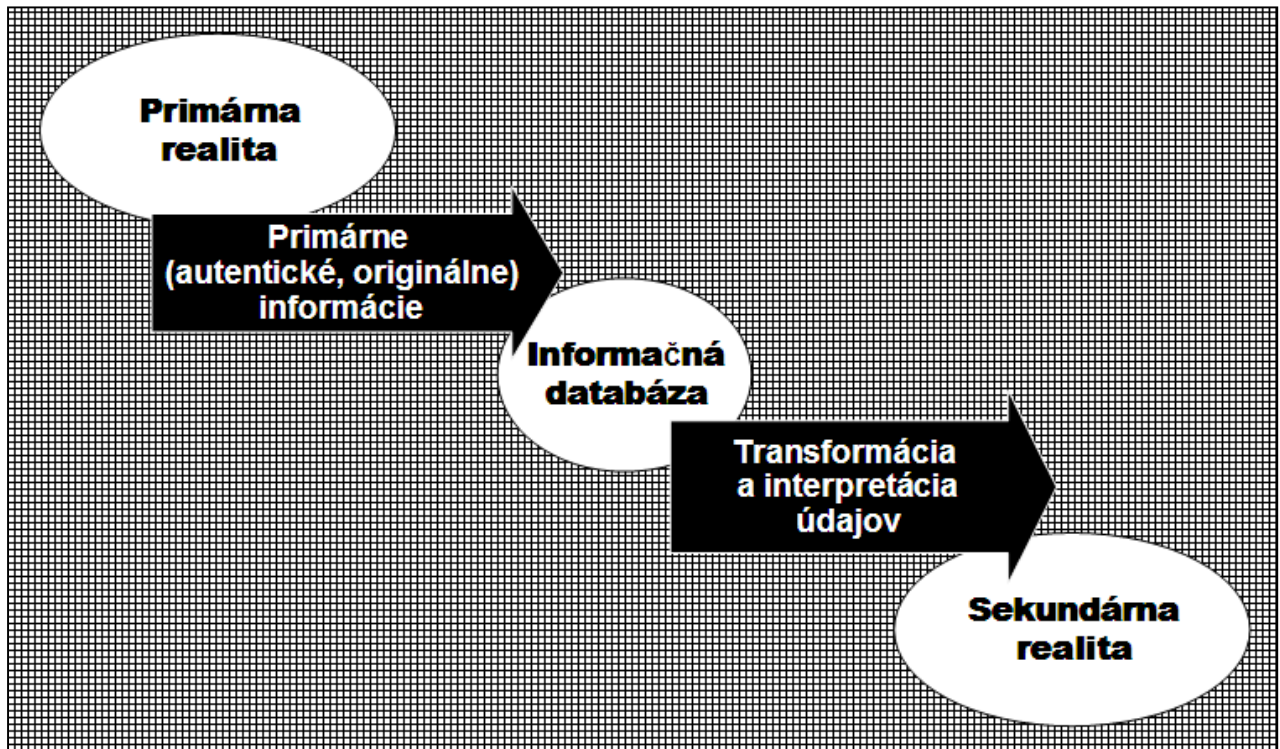 Primárna
realita
Primárne
(autentické, originálne)
informácie
Informačná
databáza
Transformácia
a interpretácia
údajov
Sekundárna
realita